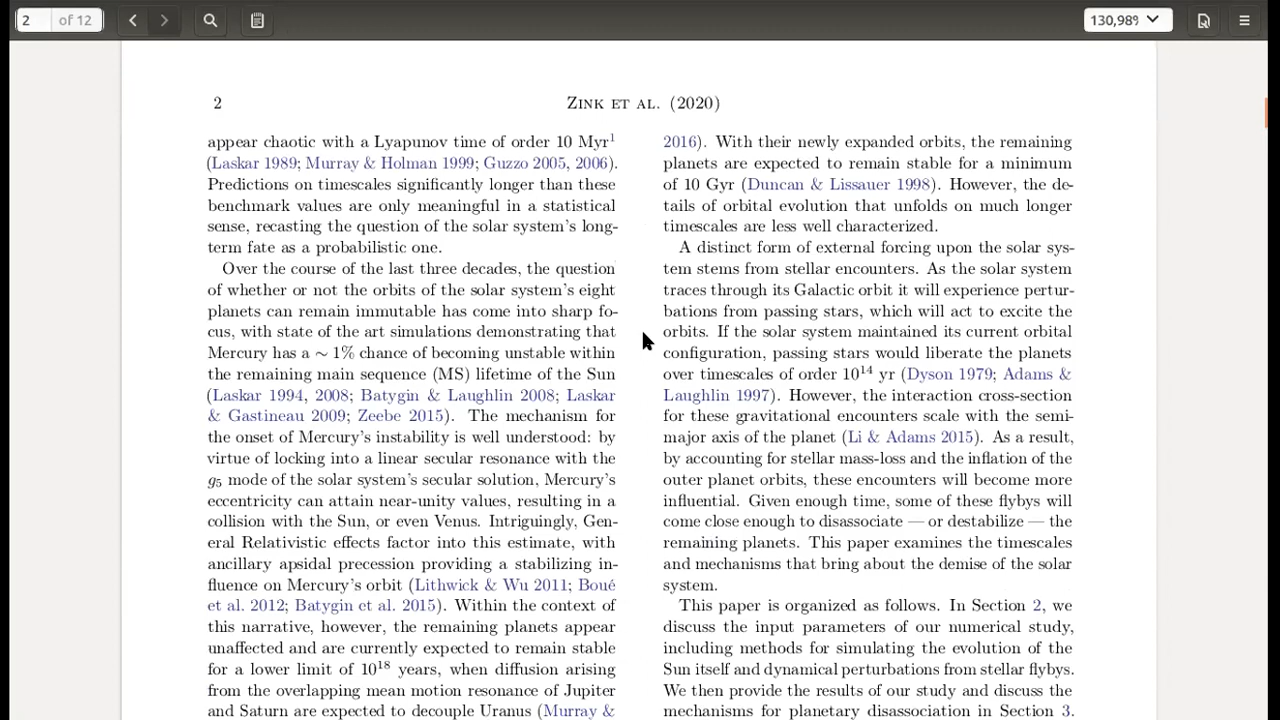 2 of 12
130,98%
2
ZINK ET AL. (2020)
appear chaotic with a Lyapunov time of order 10 Myr¹
(Laskar 1989; Murray & Holman 1999; Guzzo 2005, 2006).
Predictions on timescales significantly longer than these
benchmark values are only meaningful in a statistical
sense, recasting the question of the solar system's long-
term fate as a probabilistic one.
Over the course of the last three decades, the question
of whether or not the orbits of the solar system's eight
planets can remain immutable has come into sharp fo-
cus, with state of the art simulations demonstrating that
Mercury has a ∼ 1% chance of becoming unstable within
the remaining main sequence (MS) lifetime of the Sun
(Laskar 1994, 2008; Batygin & Laughlin 2008; Laskar
& Gastineau 2009; Zeebe 2015). The mechanism for
the onset of Mercury's instability is well understood: by
virtue of locking into a linear secular resonance with the
g₅ mode of the solar system's secular solution, Mercury's
eccentricity can attain near-unity values, resulting in a
collision with the Sun, or even Venus. Intriguingly, Gen-
eral Relativistic effects factor into this estimate, with
ancillary apsidal precession providing a stabilizing in-
fluence on Mercury's orbit (Lithwick & Wu 2011; Boué
et al. 2012; Batygin et al. 2015). Within the context of
this narrative, however, the remaining planets appear
unaffected and are currently expected to remain stable
for a lower limit of 10¹⁸ years, when diffusion arising
from the overlapping mean motion resonance of Jupiter
and Saturn are expected to decouple Uranus (Murray &
2016). With their newly expanded orbits, the remaining
planets are expected to remain stable for a minimum
of 10 Gyr (Duncan & Lissauer 1998). However, the de-
tails of orbital evolution that unfolds on much longer
timescales are less well characterized.
A distinct form of external forcing upon the solar sys-
tem stems from stellar encounters. As the solar system
traces through its Galactic orbit it will experience pertur-
bations from passing stars, which will act to excite the
orbits. If the solar system maintained its current orbital
configuration, passing stars would liberate the planets
over timescales of order 10¹⁴ yr (Dyson 1979; Adams &
Laughlin 1997). However, the interaction cross-section
for these gravitational encounters scale with the semi-
major axis of the planet (Li & Adams 2015). As a result,
by accounting for stellar mass-loss and the inflation of the
outer planet orbits, these encounters will become more
influential. Given enough time, some of these flybys will
come close enough to disassociate — or destabilize — the
remaining planets. This paper examines the timescales
and mechanisms that bring about the demise of the solar
system.
This paper is organized as follows. In Section 2, we
discuss the input parameters of our numerical study,
including methods for simulating the evolution of the
Sun itself and dynamical perturbations from stellar flybys.
We then provide the results of our study and discuss the
mechanisms for planetary disassociation in Section 3.